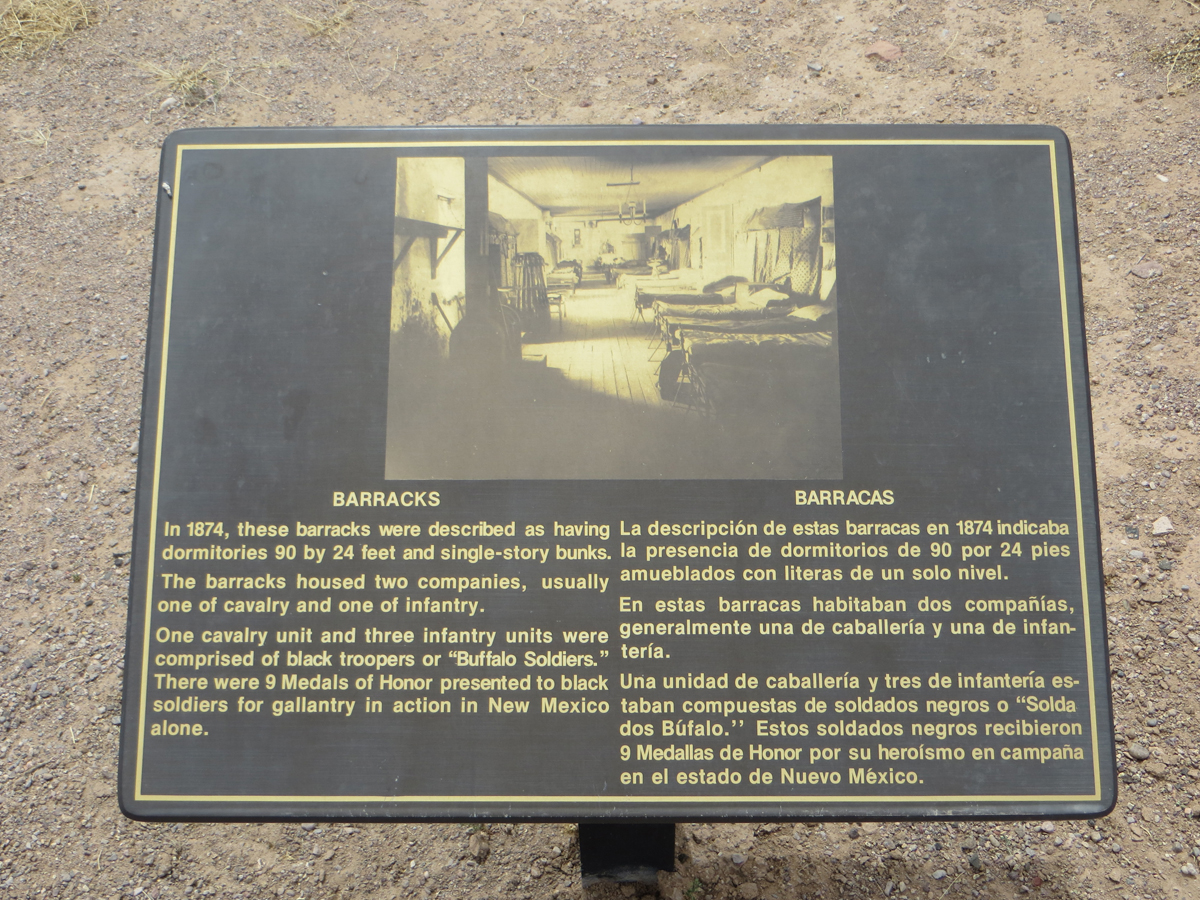 BARRACKS
In 1874, these barracks were described as having
dormitories 90 by 24 feet and single-story bunks.
The barracks housed two companies, usually
one of cavalry and one of infantry.
One cavalry unit and three infantry units were
comprised of black troopers or “Buffalo Soldiers.”
There were 9 Medals of Honor presented to black
soldiers for gallantry in action in New Mexico
alone.
BARRACAS
La descripción de estas barracas en 1874 indicaba
la presencia de dormitorios de 90 por 24 pies
amueblados con literas de un solo nivel.
En estas barracas habitaban dos compañías,
generalmente una de caballería y una de infan-
tería.
Una unidad de caballería y tres de infantería es-
taban compuestas de soldados negros o “Solda
dos Búfalo.’’ Estos soldados negros recibieron
9 Medallas de Honor por su heroísmo en campaña
en el estado de Nuevo México.